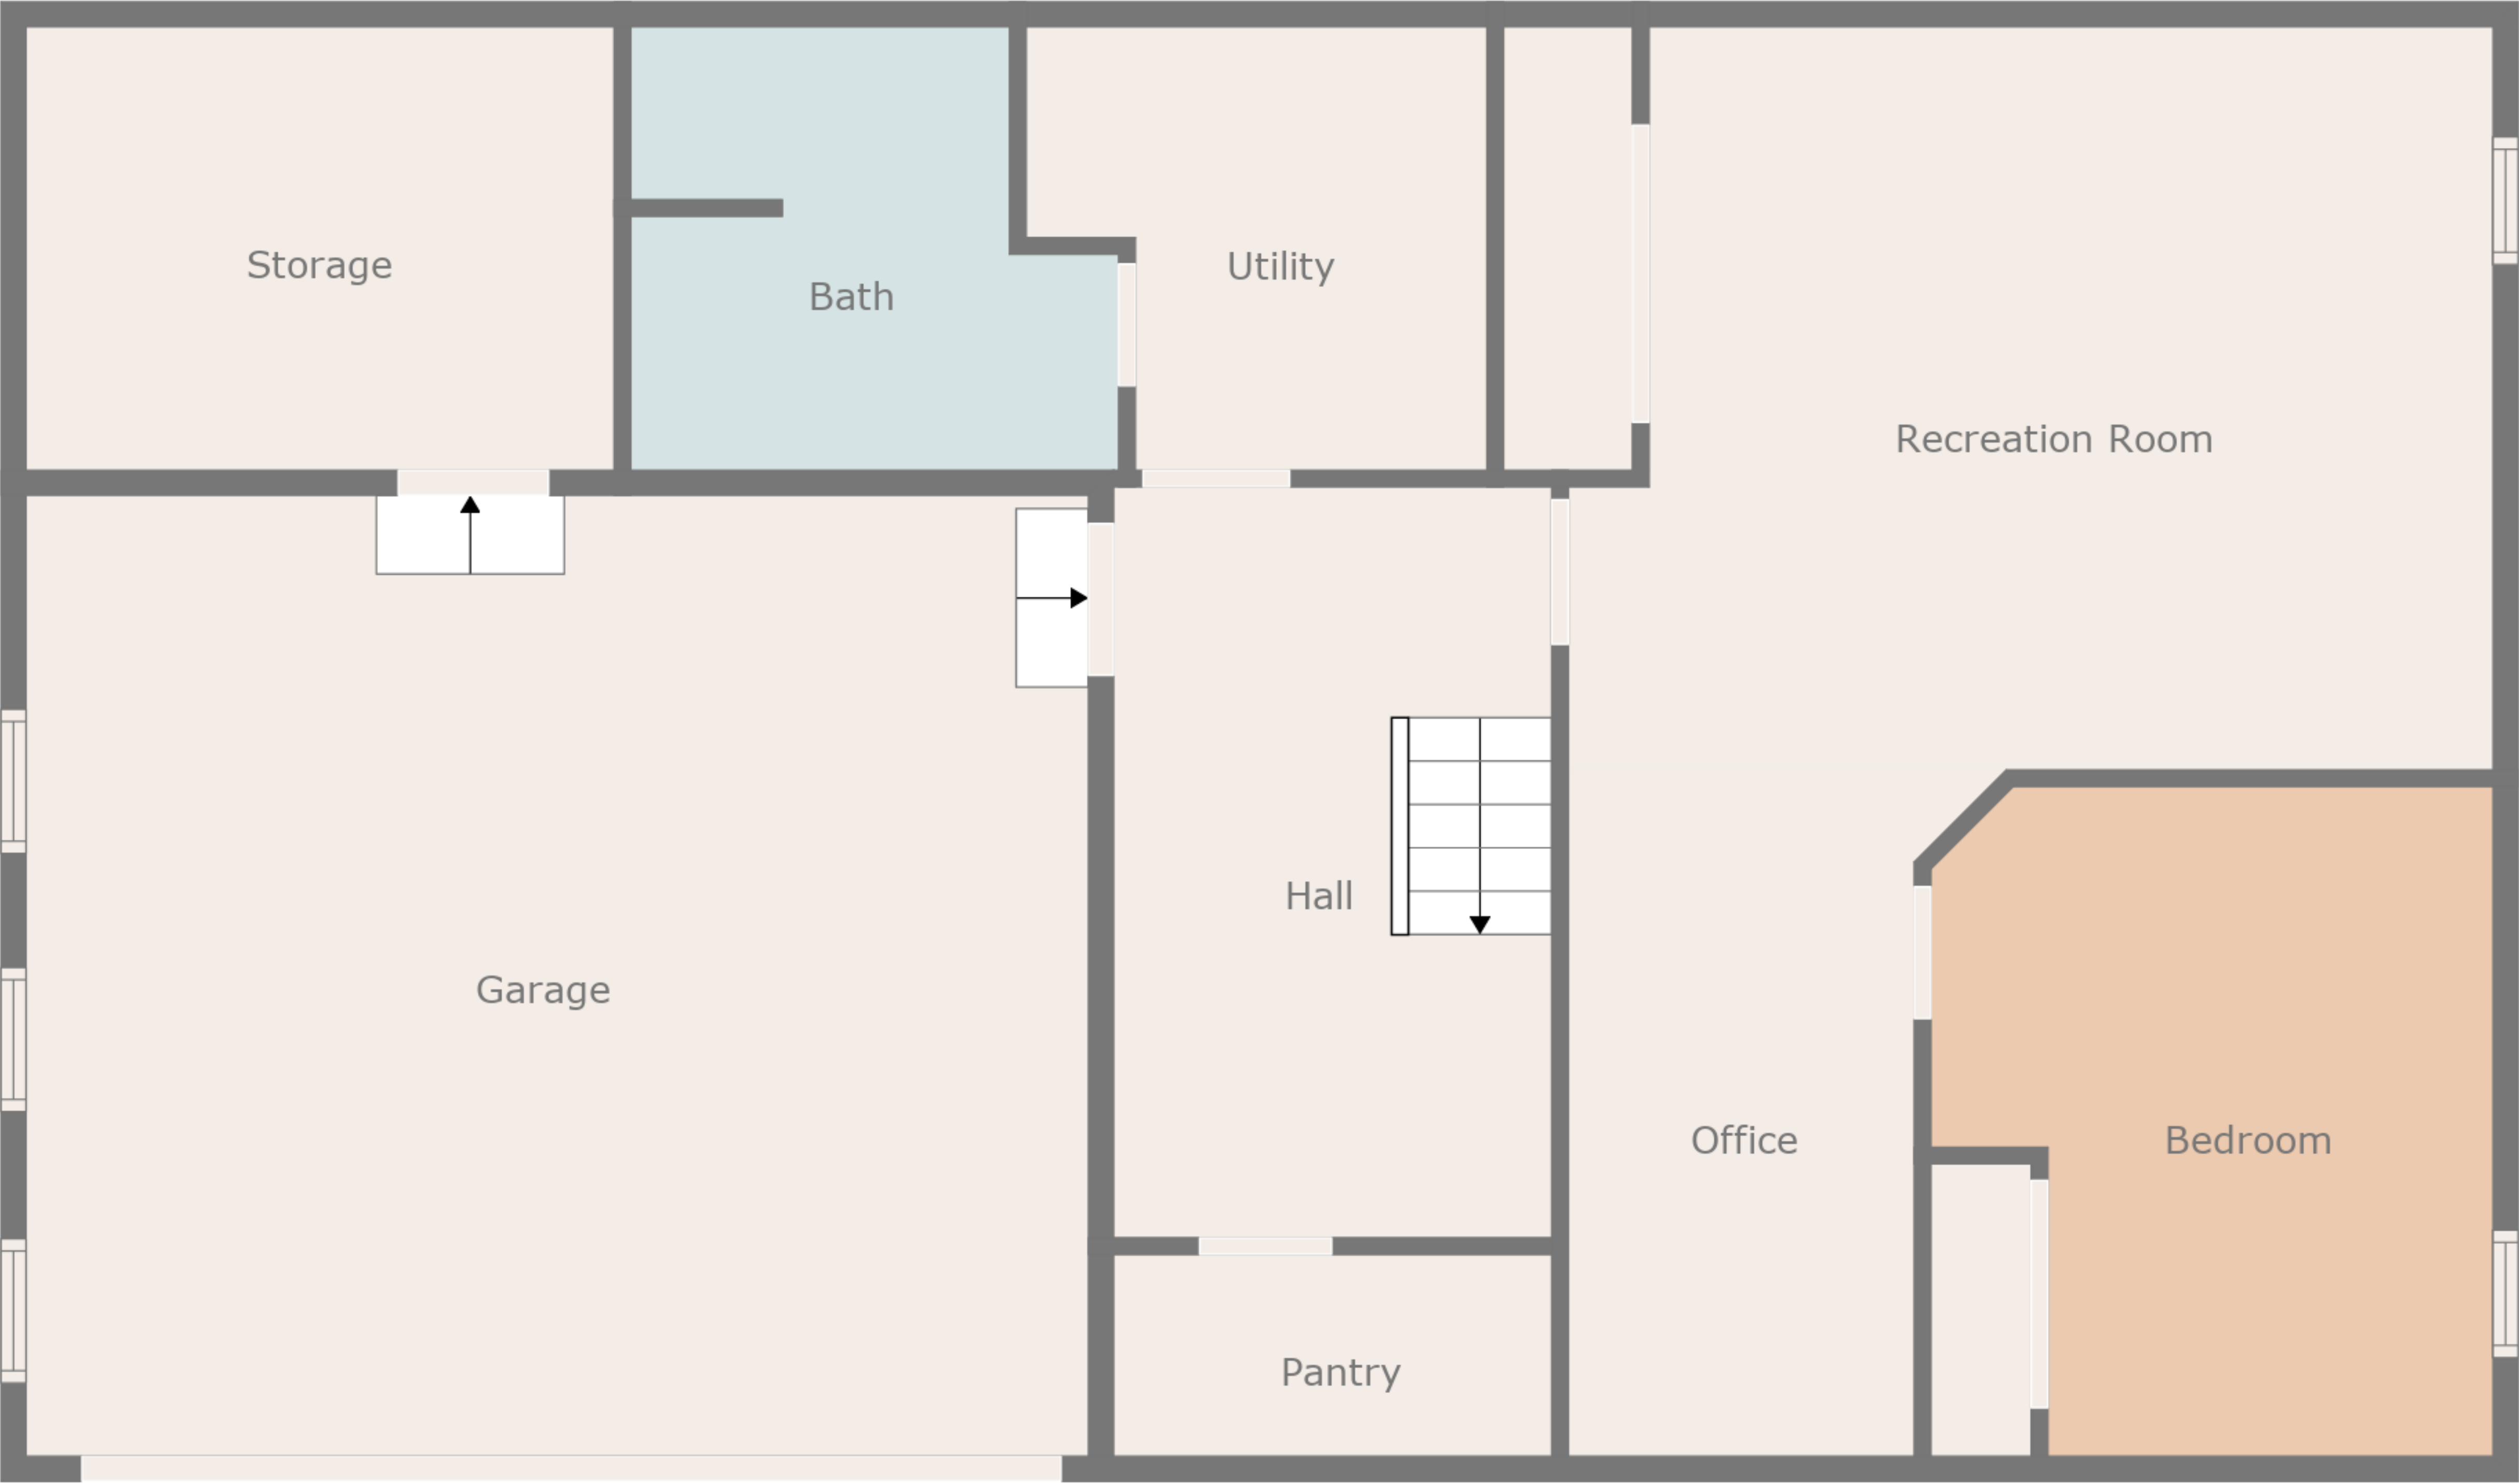 Storage
Bath
Utility
Recreation Room
Hall
Garage
Office
Bedroom
Pantry